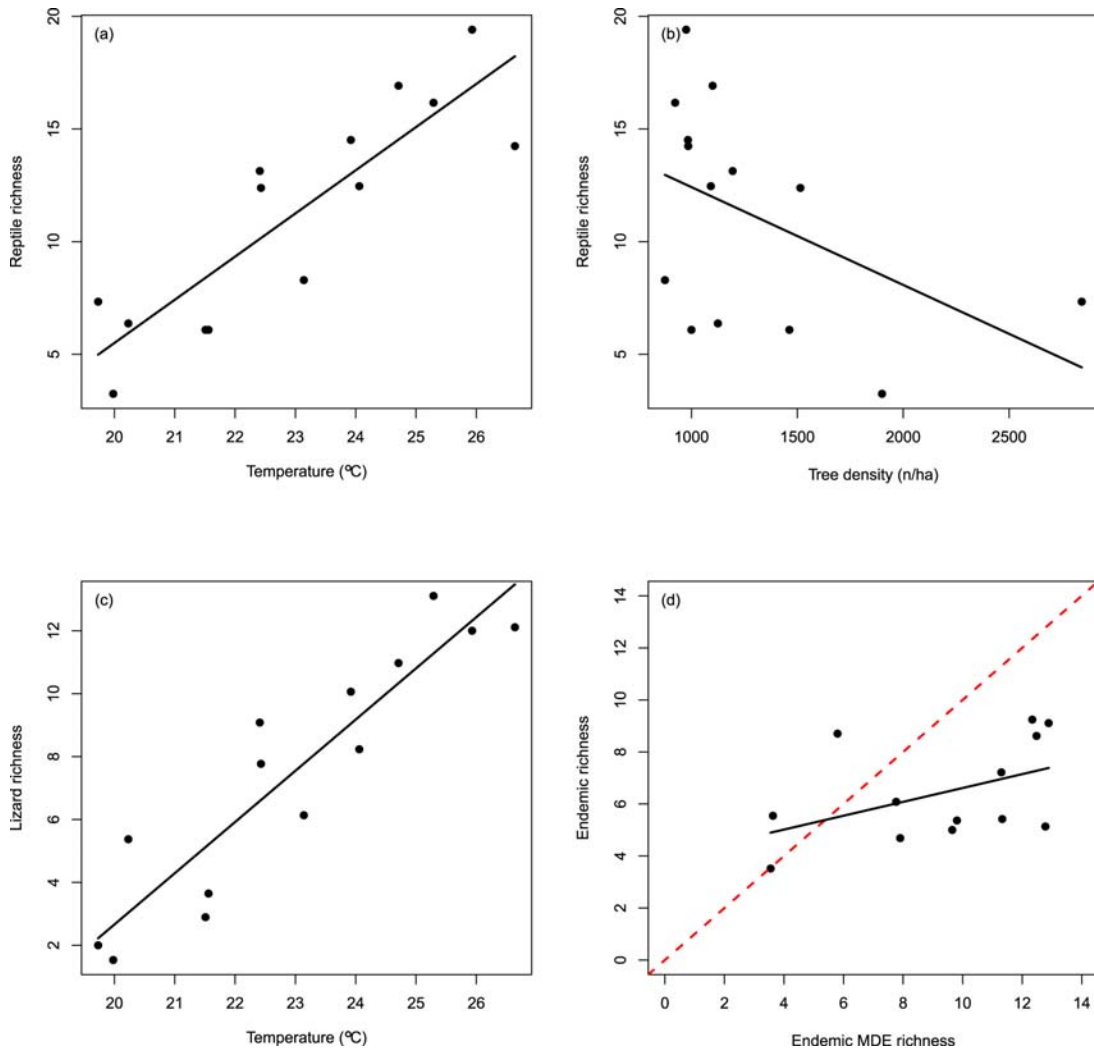 (a)
Reptile richness
20
15
10
5
20 21 22 23 24 25 26
Temperature (ºC)
(b)
Reptile richness
20
15
10
5
1000 1500 2000 2500
Tree density (n/ha)
(c)
Lizard richness
12
10
8
6
4
2
20 21 22 23 24 25 26
Temperature (ºC)
(d)
Endemic richness
14
12
10
8
6
4
2
0
0 2 4 6 8 10 12 14
Endemic MDE richness